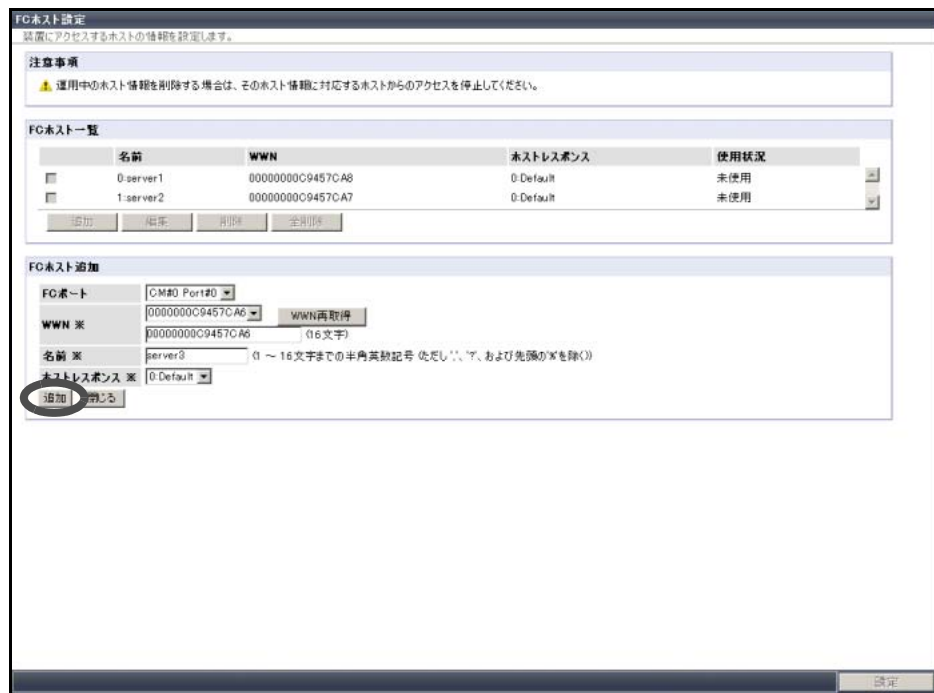 FCホスト設定
装置にアクセスするホストの情報を設定します。
注意事項
運用中のホスト情報を削除する場合は、そのホスト情報に対応するホストからのアクセスを停止してください。
FCホスト一覧
名前 WWN ホストレスポンス 使用状況
0:server1 00000000C9457CA8 0:Default 未使用
1:server2 00000000C9457CA7 0:Default 未使用
追加 編集 削除 全削除
FCホスト追加
FCポート CM#0 Port#0
WWN ※ 0000000C9457CA6 WWN再取得
00000000C9457CA6 (16文字)
名前 ※ server3 (1 ～ 16文字までの半角英数記号 (ただし','、'?'、および先頭の'%'を除く))
ホストレスポンス ※ 0:Default
追加 閉じる
設定